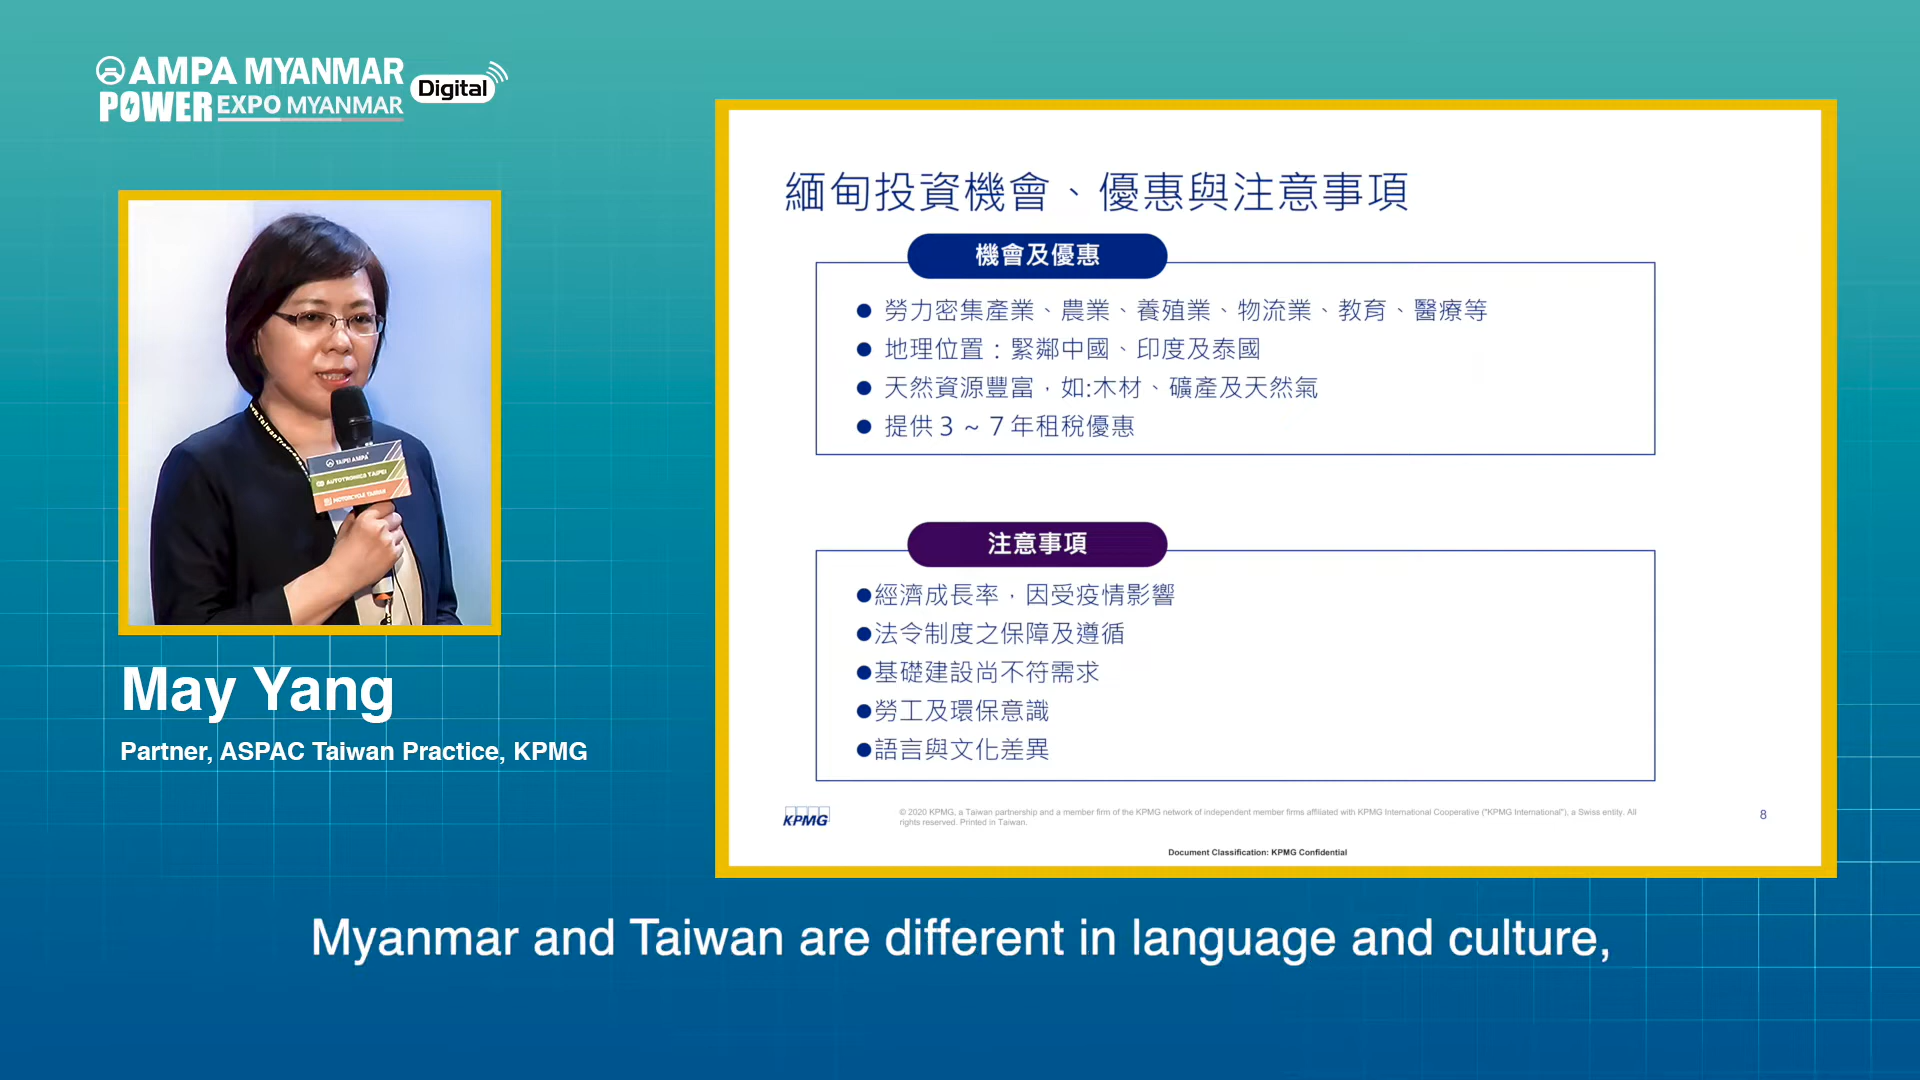 AMPA MYANMAR
POWER EXPO MYANMAR
Digital
TAIPEI AMPA
AUTOTRONICS TAIPEI
MOTORCYCLE TAIWAN
May Yang
Partner, ASPAC Taiwan Practice, KPMG
緬甸投資機會、優惠與注意事項
機會及優惠
● 勞力密集產業、農業、養殖業、物流業、教育、醫療等
● 地理位置：緊鄰中國、印度及泰國
● 天然資源豐富，如:木材、礦產及天然氣
● 提供 3 ~ 7 年租稅優惠
注意事項
●經濟成長率，因受疫情影響
●法令制度之保障及遵循
●基礎建設尚不符需求
●勞工及環保意識
●語言與文化差異
KPMG
© 2020 KPMG, a Taiwan partnership and a member firm of the KPMG network of independent member firms affiliated with KPMG International Cooperative ("KPMG International"), a Swiss entity. All
rights reserved. Printed in Taiwan.
8
Document Classification: KPMG Confidential
Myanmar and Taiwan are different in language and culture,